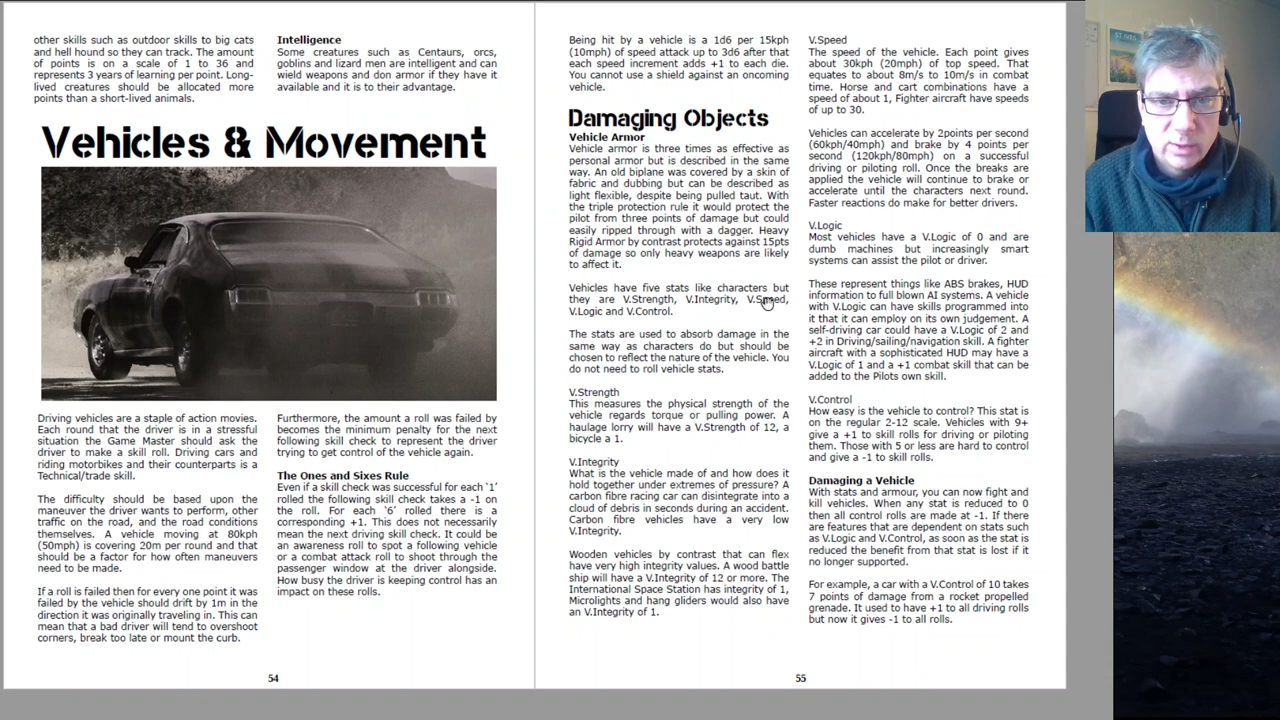 other skills such as outdoor skills to big cats
and hell hound so they can track. The amount
of points is on a scale of 1 to 36 and
represents 3 years of learning per point. Long-
lived creatures should be allocated more
points than a short-lived animals.
Intelligence
Some creatures such as Centaurs, orcs,
goblins and lizard men are intelligent and can
wield weapons and don armor if they have it
available and it is to their advantage.
Vehicles & Movement
Driving vehicles are a staple of action movies.
Each round that the driver is in a stressful
situation the Game Master should ask the
driver to make a skill roll. Driving cars and
riding motorbikes and their counterparts is a
Technical/trade skill.
The difficulty should be based upon the
maneuver the driver wants to perform, other
traffic on the road, and the road conditions
themselves. A vehicle moving at 80kph
(50mph) is covering 20m per round and that
should be a factor for how often maneuvers
need to be made.
If a roll is failed then for every one point it was
failed by the vehicle should drift by 1m in the
direction it was originally traveling in. This can
mean that a bad driver will tend to overshoot
corners, break too late or mount the curb.
Furthermore, the amount a roll was failed by
becomes the minimum penalty for the next
following skill check to represent the driver
trying to get control of the vehicle again.
The Ones and Sixes Rule
Even if a skill check was successful for each ‘1’
rolled the following skill check takes a -1 on
the roll. For each ‘6’ rolled there is a
corresponding +1. This does not necessarily
mean the next driving skill check. It could be
an awareness roll to spot a following vehicle
or a combat attack roll to shoot through the
passenger window at the driver alongside.
How busy the driver is keeping control has an
impact on these rolls.
54
Being hit by a vehicle is a 1d6 per 15kph
(10mph) of speed attack up to 3d6 after that
each speed increment adds +1 to each die.
You cannot use a shield against an oncoming
vehicle.
Damaging Objects
Vehicle Armor
Vehicle armor is three times as effective as
personal armor but is described in the same
way. An old biplane was covered by a skin of
fabric and dubbing but can be described as
light flexible, despite being pulled taut. With
the triple protection rule it would protect the
pilot from three points of damage but could
easily ripped through with a dagger. Heavy
Rigid Armor by contrast protects against 15pts
of damage so only heavy weapons are likely
to affect it.
Vehicles have five stats like characters but
they are V.Strength, V.Integrity, V.Speed,
V.Logic and V.Control.
The stats are used to absorb damage in the
same way as characters do but should be
chosen to reflect the nature of the vehicle. You
do not need to roll vehicle stats.
V.Strength
This measures the physical strength of the
vehicle regards torque or pulling power. A
haulage lorry will have a V.Strength of 12, a
bicycle a 1.
V.Integrity
What is the vehicle made of and how does it
hold together under extremes of pressure? A
carbon fibre racing car can disintegrate into a
cloud of debris in seconds during an accident.
Carbon fibre vehicles have a very low
V.Integrity.
Wooden vehicles by contrast that can flex
have very high integrity values. A wood battle
ship will have a V.Integrity of 12 or more. The
International Space Station has integrity of 1,
Microlights and hang gliders would also have
an V.Integrity of 1.
V.Speed
The speed of the vehicle. Each point gives
about 30kph (20mph) of top speed. That
equates to about 8m/s to 10m/s in combat
time. Horse and cart combinations have a
speed of about 1, Fighter aircraft have speeds
of up to 30.
Vehicles can accelerate by 2points per second
(60kph/40mph) and brake by 4 points per
second (120kph/80mph) on a successful
driving or piloting roll. Once the breaks are
applied the vehicle will continue to brake or
accelerate until the characters next round.
Faster reactions do make for better drivers.
V.Logic
Most vehicles have a V.Logic of 0 and are
dumb machines but increasingly smart
systems can assist the pilot or driver.
These represent things like ABS brakes, HUD
information to full blown AI systems. A vehicle
with V.Logic can have skills programmed into
it that it can employ on its own judgement. A
self-driving car could have a V.Logic of 2 and
+2 in Driving/sailing/navigation skill. A fighter
aircraft with a sophisticated HUD may have a
V.Logic of 1 and a +1 combat skill that can be
added to the Pilots own skill.
V.Control
How easy is the vehicle to control? This stat is
on the regular 2-12 scale. Vehicles with 9+
give a +1 to skill rolls for driving or piloting
them. Those with 5 or less are hard to control
and give a -1 to skill rolls.
Damaging a Vehicle
With stats and armour, you can now fight and
kill vehicles. When any stat is reduced to 0
then all control rolls are made at -1. If there
are features that are dependent on stats such
as V.Logic and V.Control, as soon as the stat is
reduced the benefit from that stat is lost if it
no longer supported.
For example, a car with a V.Control of 10 takes
7 points of damage from a rocket propelled
grenade. It used to have +1 to all driving rolls
but now it gives -1 to all rolls.
55